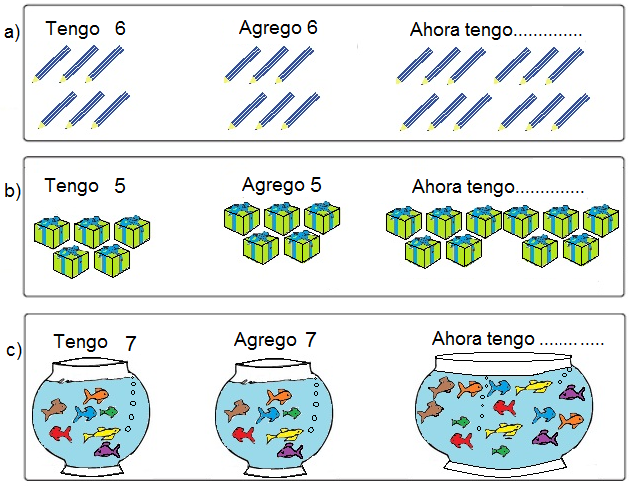 a) Tengo 6 Agrego 6 Ahora tengo..............
b) Tengo 5 Agrego 5 Ahora tengo..............
c) Tengo 7 Agrego 7 Ahora tengo .............